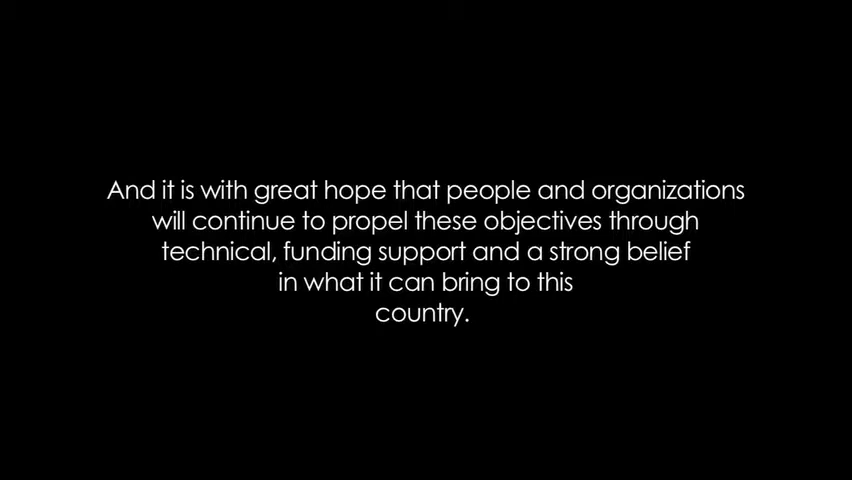 And it is with great hope that people and organizations
will continue to propel these objectives through
technical, funding support and a strong belief
in what it can bring to this
country.